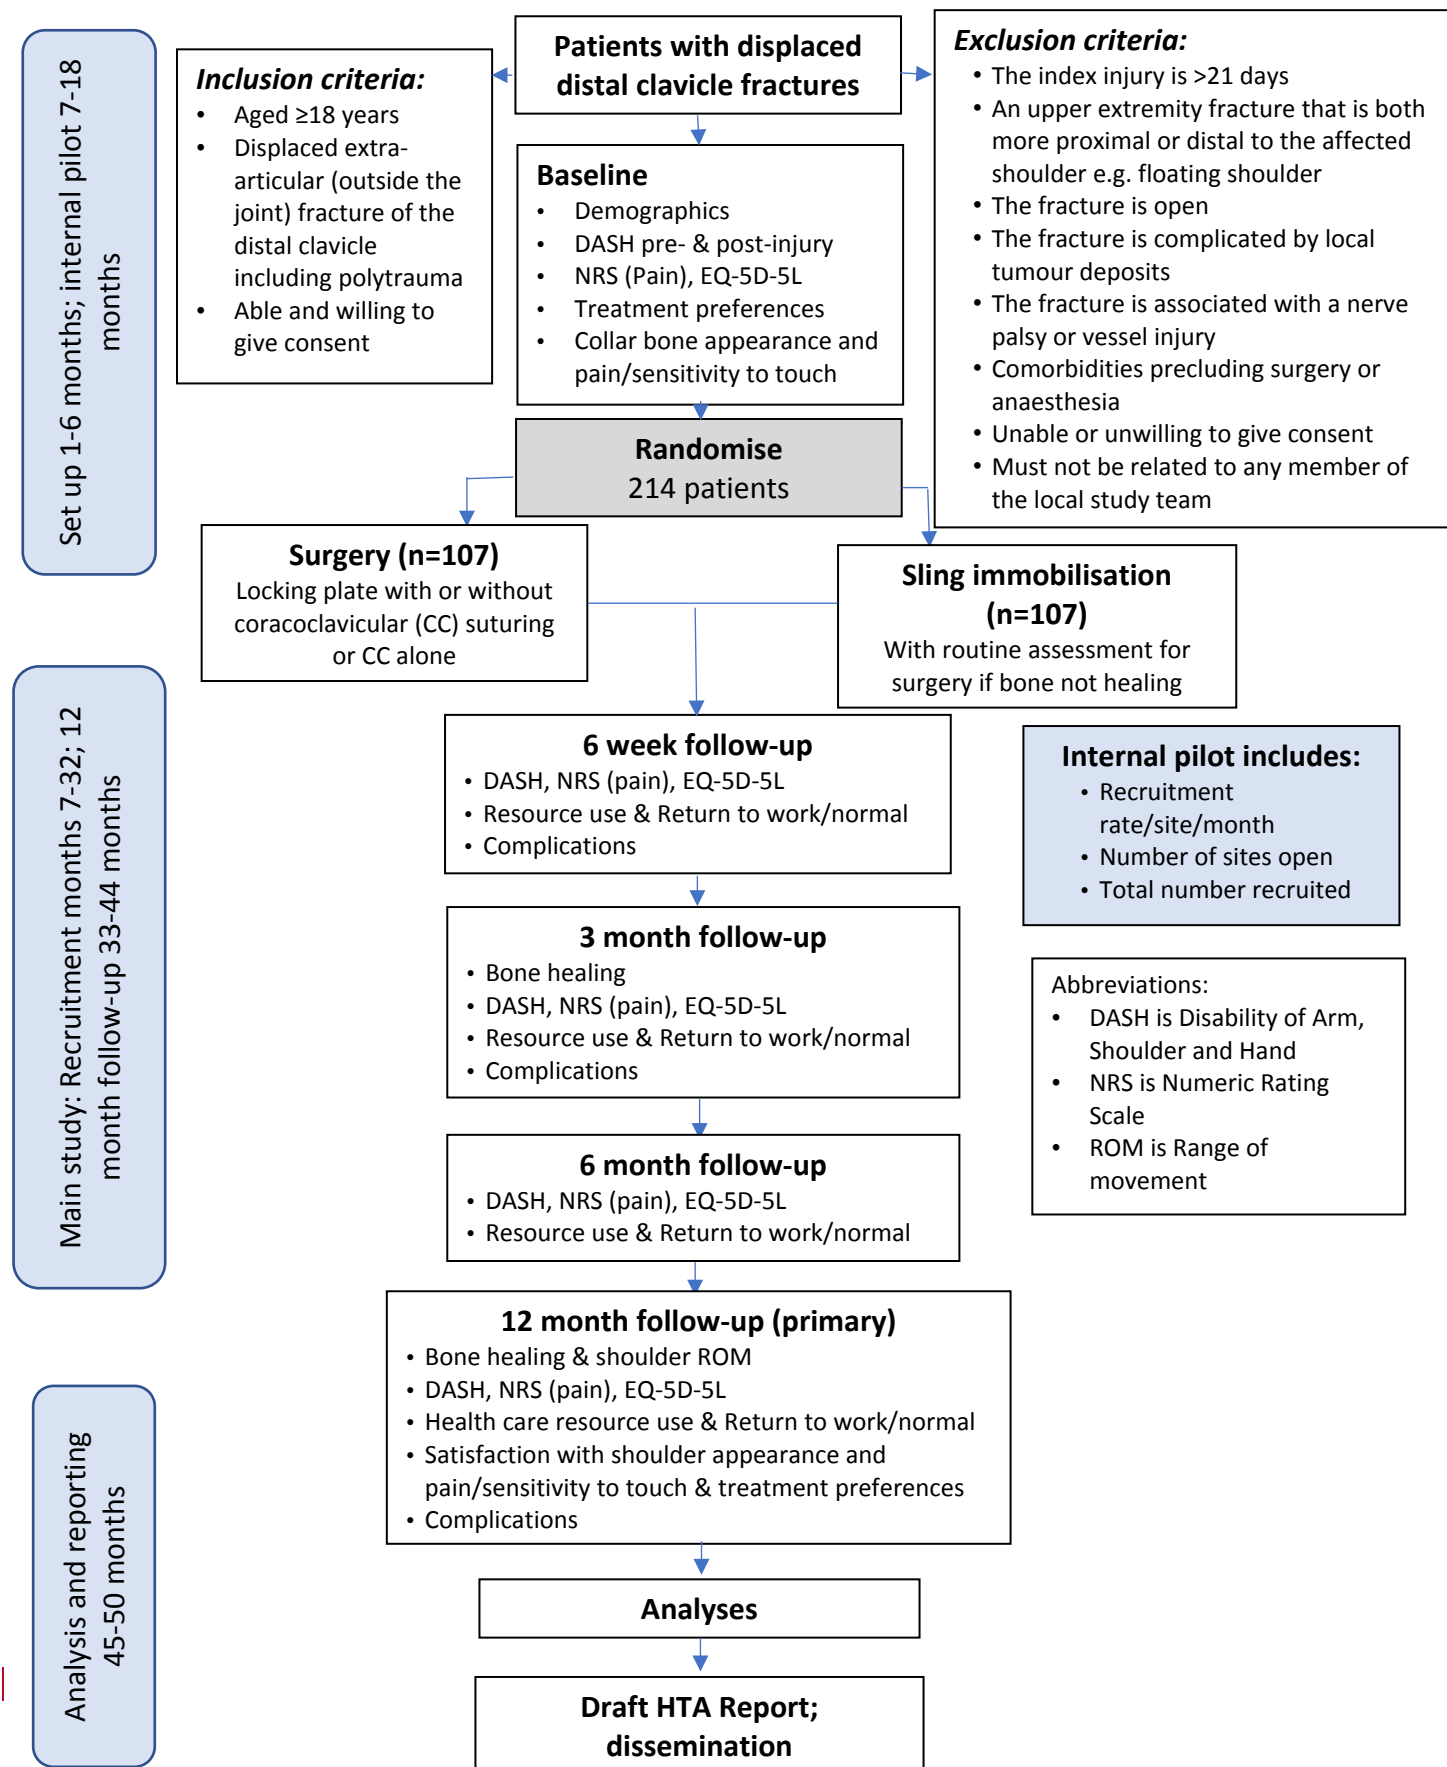 Set up 1-6 months; internal pilot 7-18
months
Inclusion criteria:
• Aged ≥18 years
• Displaced extra-
articular (outside the
joint) fracture of the
distal clavicle
including polytrauma
• Able and willing to
give consent
Patients with displaced
distal clavicle fractures
Exclusion criteria:
• The index injury is >21 days
• An upper extremity fracture that is both
more proximal or distal to the affected
shoulder e.g. floating shoulder
• The fracture is open
• The fracture is complicated by local
tumour deposits
• The fracture is associated with a nerve
palsy or vessel injury
• Comorbidities precluding surgery or
anaesthesia
• Unable or unwilling to give consent
• Must not be related to any member of
the local study team
Baseline
• Demographics
• DASH pre- & post-injury
• NRS (Pain), EQ-5D-5L
• Treatment preferences
• Collar bone appearance and
pain/sensitivity to touch
Randomise
214 patients
Surgery (n=107)
Locking plate with or without
coracoclavicular (CC) suturing
or CC alone
Sling immobilisation
(n=107)
With routine assessment for
surgery if bone not healing
Main study: Recruitment months 7-32; 12
month follow-up 33-44 months
6 week follow-up
• DASH, NRS (pain), EQ-5D-5L
• Resource use & Return to work/normal
• Complications
Internal pilot includes:
• Recruitment
rate/site/month
• Number of sites open
• Total number recruited
3 month follow-up
• Bone healing
• DASH, NRS (pain), EQ-5D-5L
• Resource use & Return to work/normal
• Complications
Abbreviations:
• DASH is Disability of Arm,
Shoulder and Hand
• NRS is Numeric Rating
Scale
• ROM is Range of
movement
6 month follow-up
• DASH, NRS (pain), EQ-5D-5L
• Resource use & Return to work/normal
12 month follow-up (primary)
• Bone healing & shoulder ROM
• DASH, NRS (pain), EQ-5D-5L
• Health care resource use & Return to work/normal
• Satisfaction with shoulder appearance and
pain/sensitivity to touch & treatment preferences
• Complications
Analysis and reporting
45-50 months
Analyses
Draft HTA Report;
dissemination